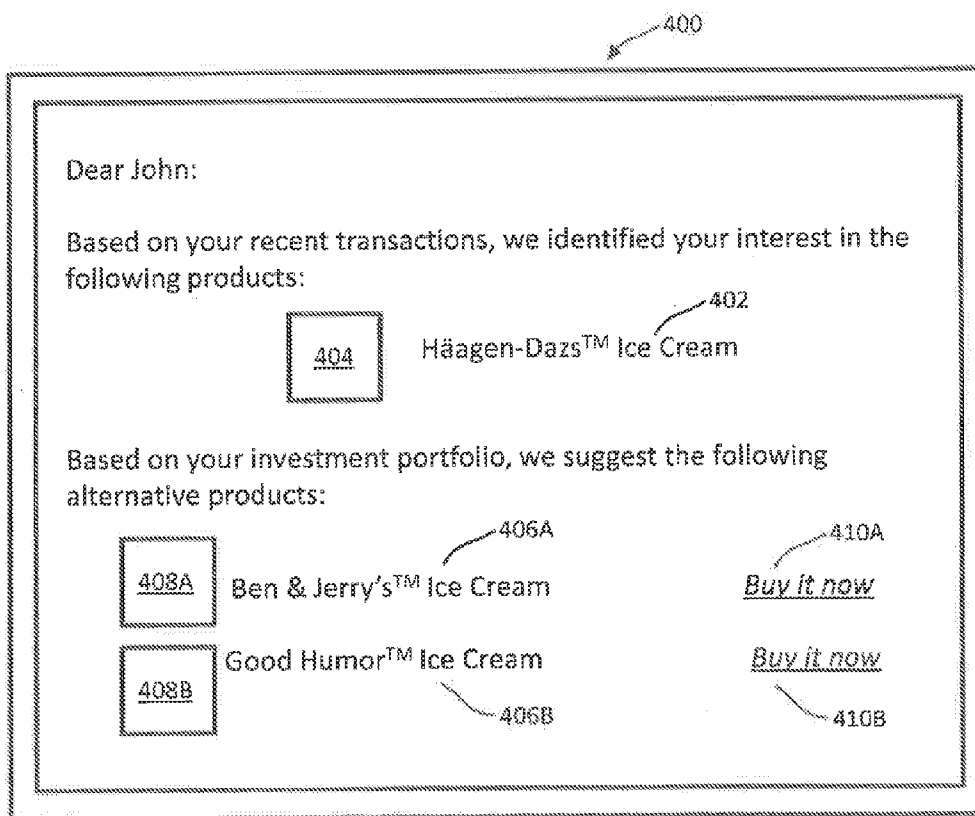 400
Dear John:
Based on your recent transactions, we identified your interest in the
following products:
402
404 Häagen-Dazs™ Ice Cream
Based on your investment portfolio, we suggest the following
alternative products:
406A 410A
408A Ben & Jerry's™ Ice Cream Buy it now
408B Good Humor™ Ice Cream Buy it now
406B 410B